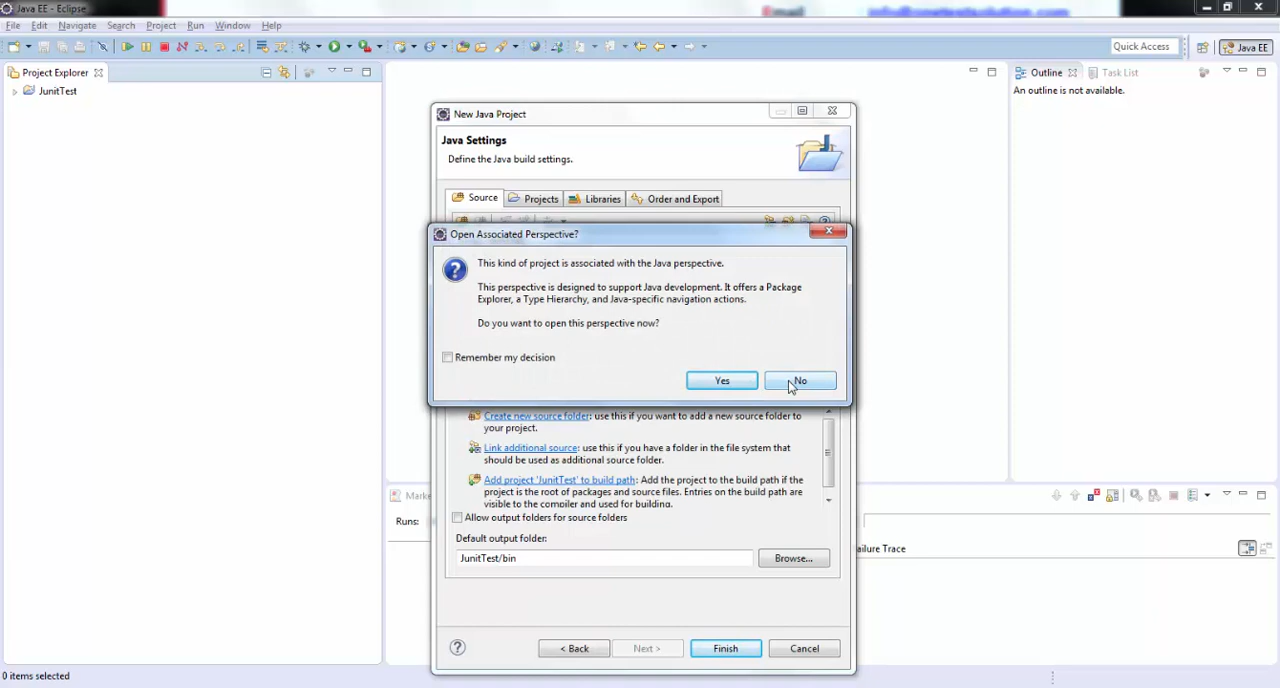 Email info@onetestsolution.com
Java EE - Eclipse
File Edit Navigate Search Project Run Window Help
Quick Access
Java EE
Project Explorer
Outline
Task List
JunitTest
An outline is not available.
New Java Project
Java Settings
Define the Java build settings.
Source
Projects
Libraries
Order and Export
Open Associated Perspective?
This kind of project is associated with the Java perspective.
This perspective is designed to support Java development. It offers a Package
Explorer, a Type Hierarchy, and Java-specific navigation actions.
Do you want to open this perspective now?
Remember my decision
Yes
No
Create new source folder: use this if you want to add a new source folder to
your project.
Link additional source: use this if you have a folder in the file system that
should be used as additional source folder.
Add project 'JunitTest' to build path: Add the project to the build path if the
project is the root of packages and source files. Entries on the build path are
visible to the compiler and used for building.
Allow output folders for source folders
Default output folder:
JunitTest/bin
Browse...
Marke
Runs:
ailure Trace
< Back
Next >
Finish
Cancel
0 items selected